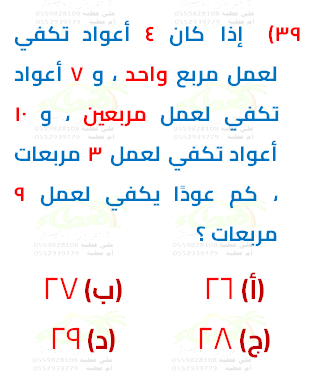 ٣٩) إذا كان ٤ أعواد تكفي
لعمل مربع واحد ، و ٧ أعواد
تكفي لعمل مربعين ، و ١٠
أعواد تكفي لعمل ٣ مربعات
، كم عودًا يكفي لعمل ٩
مربعات ؟
(أ) ٢٦ (ب) ٢٧
(ج) ٢٨ (د) ٢٩